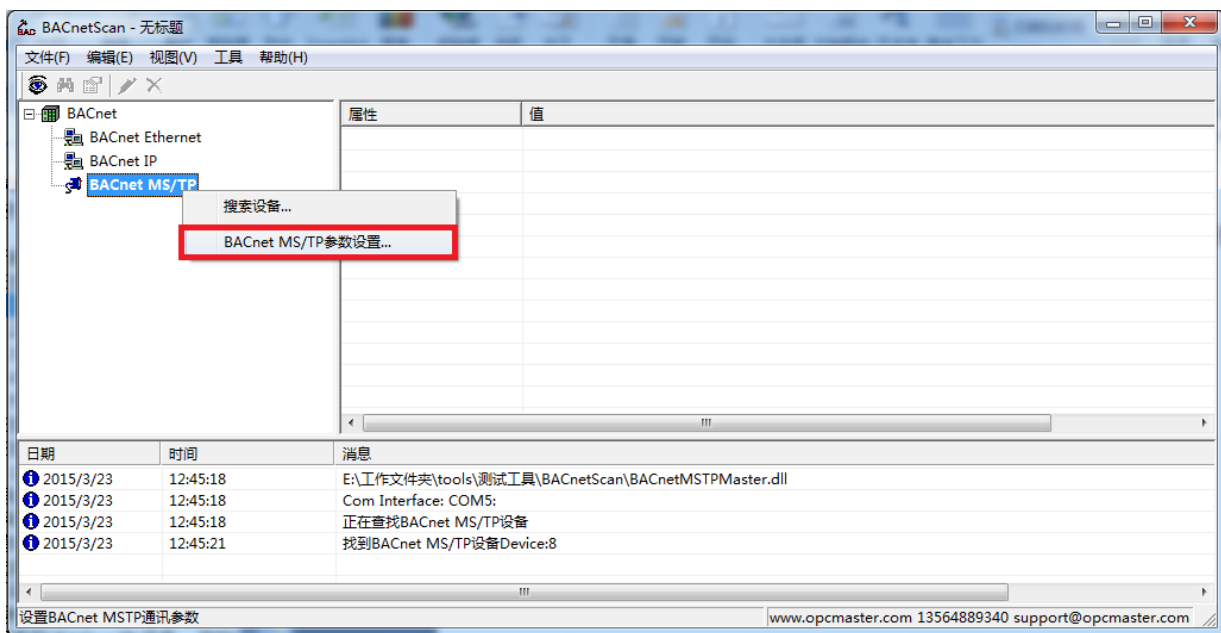 BACnetScan - 无标题
文件(F) 编辑(E) 视图(V) 工具 帮助(H)
BACnet
BACnet Ethernet
BACnet IP
BACnet MS/TP
搜索设备...
BACnet MS/TP参数设置...
属性 值
日期 时间 消息
2015/3/23 12:45:18 E:\工作文件夹\tools\测试工具\BACnetScan\BACnetMSTPMaster.dll
2015/3/23 12:45:18 Com Interface: COM5:
2015/3/23 12:45:18 正在查找BACnet MS/TP设备
2015/3/23 12:45:21 找到BACnet MS/TP设备Device:8
设置BACnet MSTP通讯参数 www.opcmaster.com 13564889340 support@opcmaster.com